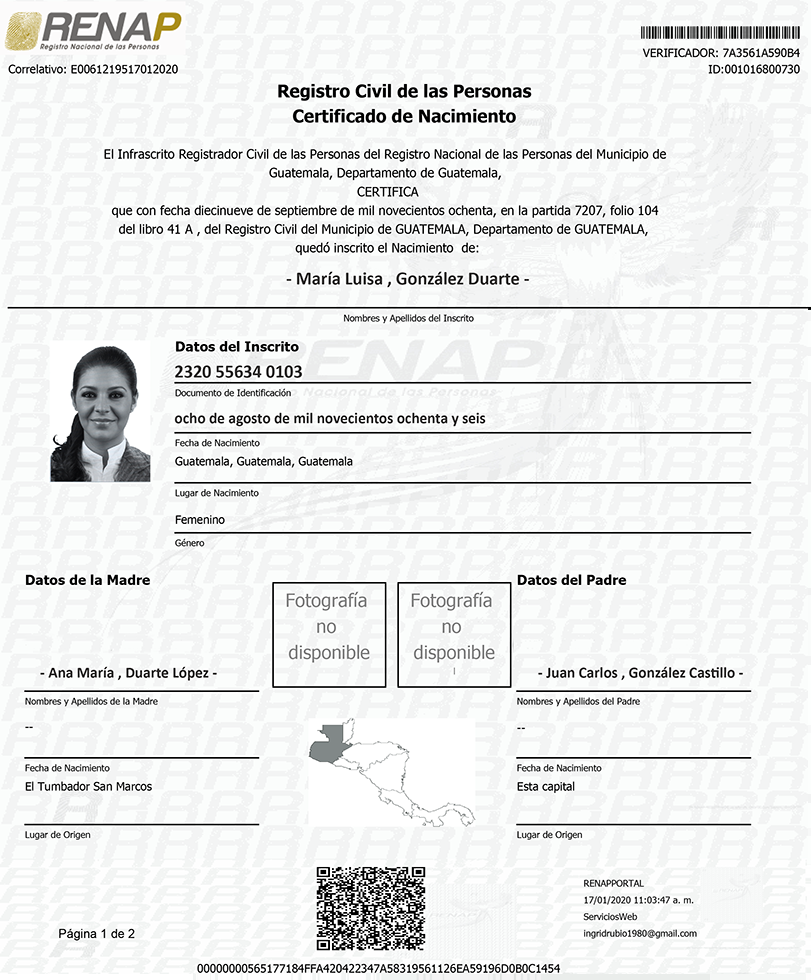 RENAP
Registro Nacional de las Personas
Correlativo: E0061219517012020
VERIFICADOR: 7A3561A590B4
ID:001016800730
Registro Civil de las Personas
Certificado de Nacimiento
El Infrascrito Registrador Civil de las Personas del Registro Nacional de las Personas del Municipio de
Guatemala, Departamento de Guatemala,
CERTIFICA
que con fecha diecinueve de septiembre de mil novecientos ochenta, en la partida 7207, folio 104
del libro 41 A , del Registro Civil del Municipio de GUATEMALA, Departamento de GUATEMALA,
quedó inscrito el Nacimiento de:
- María Luisa , González Duarte -
Nombres y Apellidos del Inscrito
Datos del Inscrito
2320 55634 0103
Documento de Identificación
ocho de agosto de mil novecientos ochenta y seis
Fecha de Nacimiento
Guatemala, Guatemala, Guatemala
Lugar de Nacimiento
Femenino
Género
Datos de la Madre
Fotografía
no
disponible
Fotografía
no
disponible
Datos del Padre
- Ana María , Duarte López -
- Juan Carlos , González Castillo -
Nombres y Apellidos de la Madre
Nombres y Apellidos del Padre
--
--
Fecha de Nacimiento
Fecha de Nacimiento
El Tumbador San Marcos
Esta capital
Lugar de Origen
Lugar de Origen
RENAPPORTAL
17/01/2020 11:03:47 a. m.
ServiciosWeb
ingridrubio1980@gmail.com
Página 1 de 2
00000000565177184FFA420422347A58319561126EA59196D0B0C1454